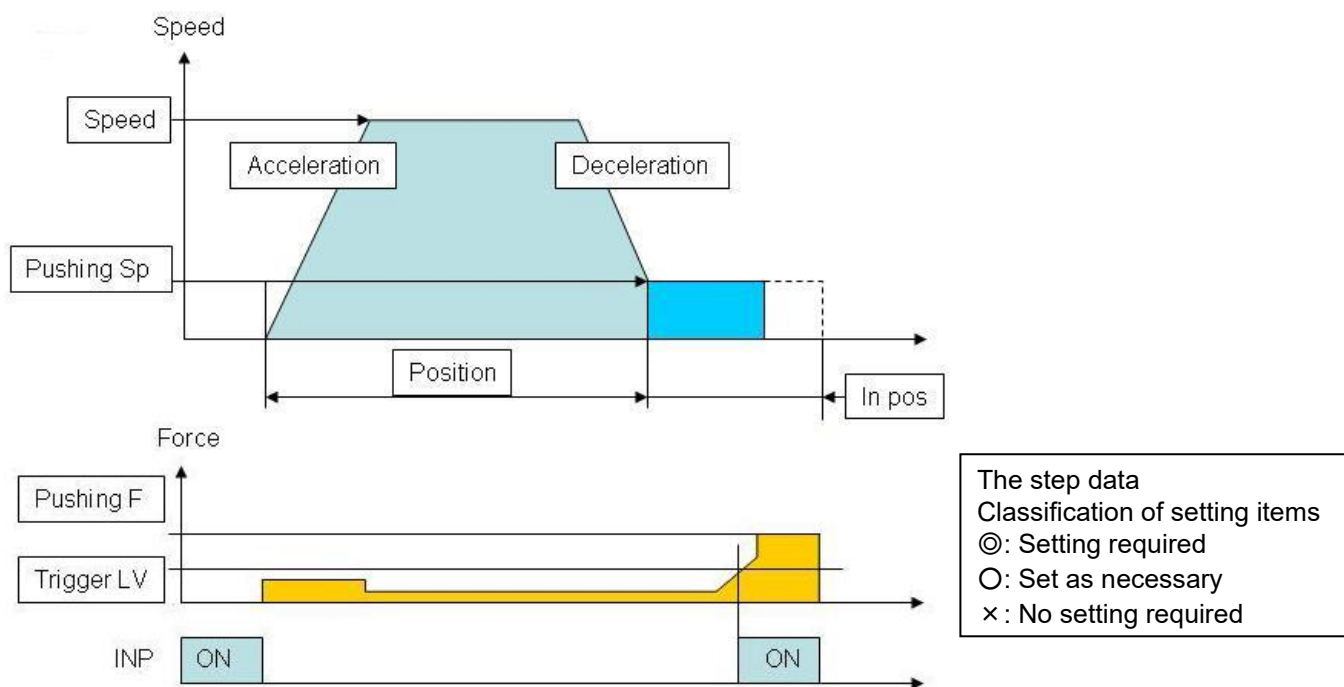 Speed
Speed
Acceleration
Deceleration
Pushing Sp
Position
In pos
Force
Pushing F
Trigger LV
INP
ON
ON
The step data
Classification of setting items
◎: Setting required
○: Set as necessary
×: No setting required